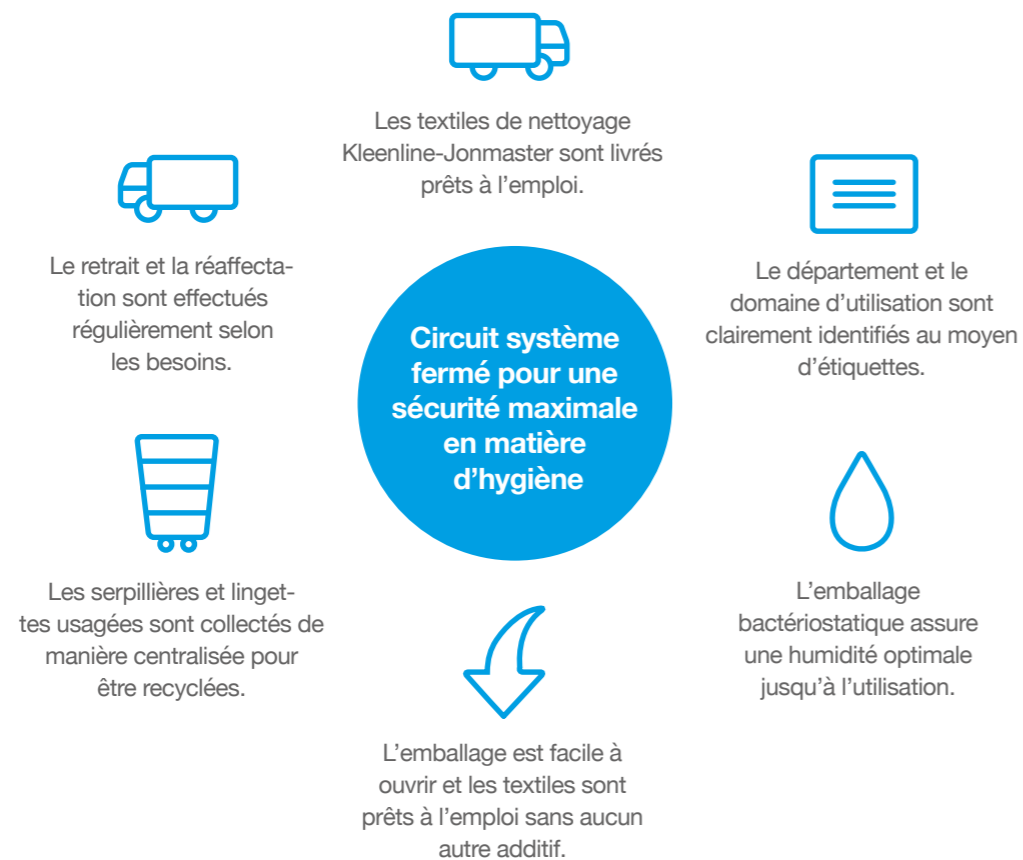 Les textiles de nettoyage
Kleenline-Jonmaster sont livrés
prêts à l’emploi.
Le département et le
domaine d’utilisation sont
clairement identifiés au moyen
d’étiquettes.
L’emballage
bactériostatique assure
une humidité optimale
jusqu’à l’utilisation.
L’emballage est facile à
ouvrir et les textiles sont
prêts à l’emploi sans aucun
autre additif.
Les serpillières et linget-
tes usagées sont collectés de
manière centralisée pour
être recyclées.
Le retrait et la réaffecta-
tion sont effectués
régulièrement selon
les besoins.
Circuit système
fermé pour une
sécurité maximale
en matière
d’hygiène